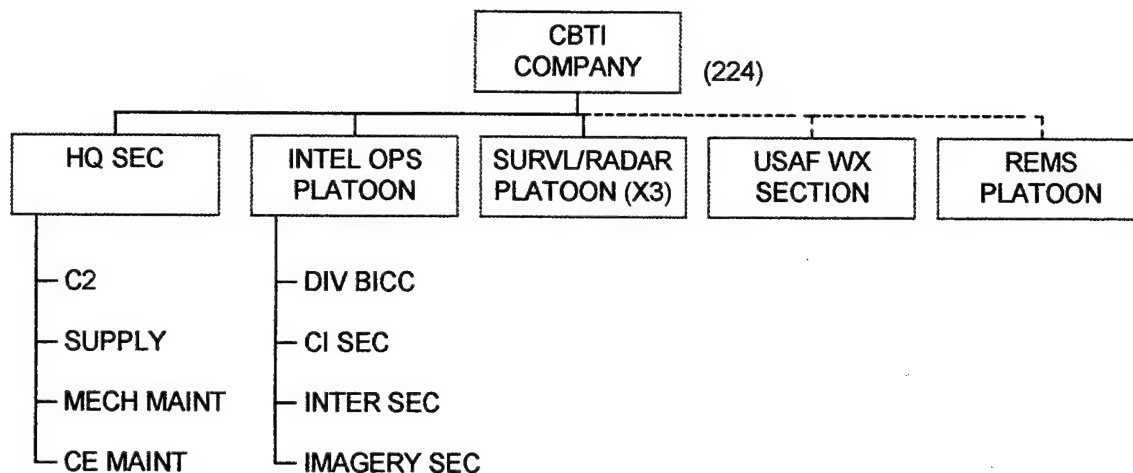 CBTI
COMPANY
(224)
HQ SEC
INTEL OPS
PLATOON
SURVL/RADAR
PLATOON (X3)
USAF WX
SECTION
REMS
PLATOON
C2
SUPPLY
MECH MAINT
CE MAINT
DIV BICC
CI SEC
INTER SEC
IMAGERY SEC